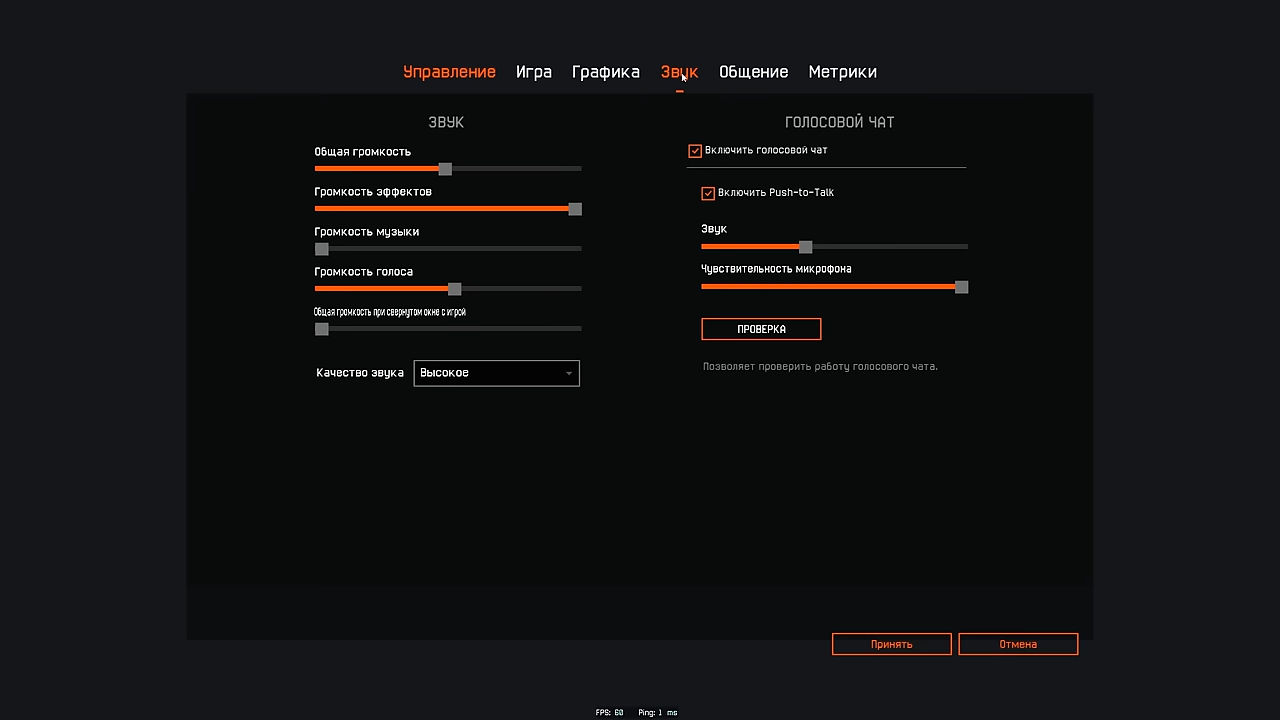 Управление Игра Графика Звук Общение Метрики
ЗВУК
Общая громкость
Громкость эффектов
Громкость музыки
Громкость голоса
Общая громкость при свернутом окне с игрой
Качество звука Высокое
ГОЛОСОВОЙ ЧАТ
Включить голосовой чат
Включить Push-to-Talk
Звук
Чувствительность микрофона
ПРОВЕРКА
Позволяет проверить работу голосового чата.
Принять Отмена
FPS: 60 Ping: 1 ms